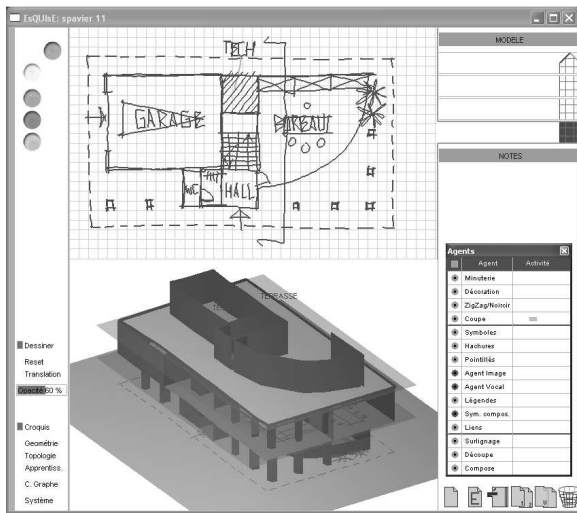 EsQUIsE: spavier 11
TECH
GARAGE
WC
HALL
TERRASSE
Dessiner
Reset
Translation
Opacité 60 %
Croquis
Geométrie
Topologie
Apprentiss.
C. Graphe
Système
MODELE
NOTES
Agents
Agent Activité
Minuterie
Décoration
ZigZag/Noircir
Coupe
Symboles
Hachures
Pointillés
Agent Image
Agent Vocal
Légendes
Sym. compos.
Liens
Surlignage
Découpe
Compose